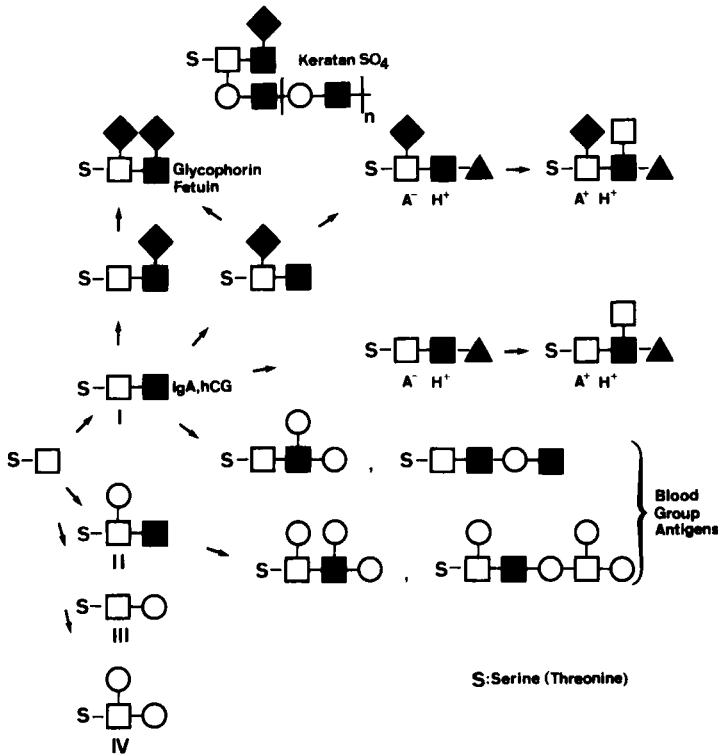 S
Keratan SO4
n
S
Glycophorin
Fetuin
S
A⁻ H⁺
S
A⁺ H⁺
S
S
S
IgA,hCG
I
S
A⁻ H⁺
S
A⁺ H⁺
S
S
,
S
Blood
Group
Antigens
S
II
S
,
S
S
III
S
IV
S:Serine (Threonine)